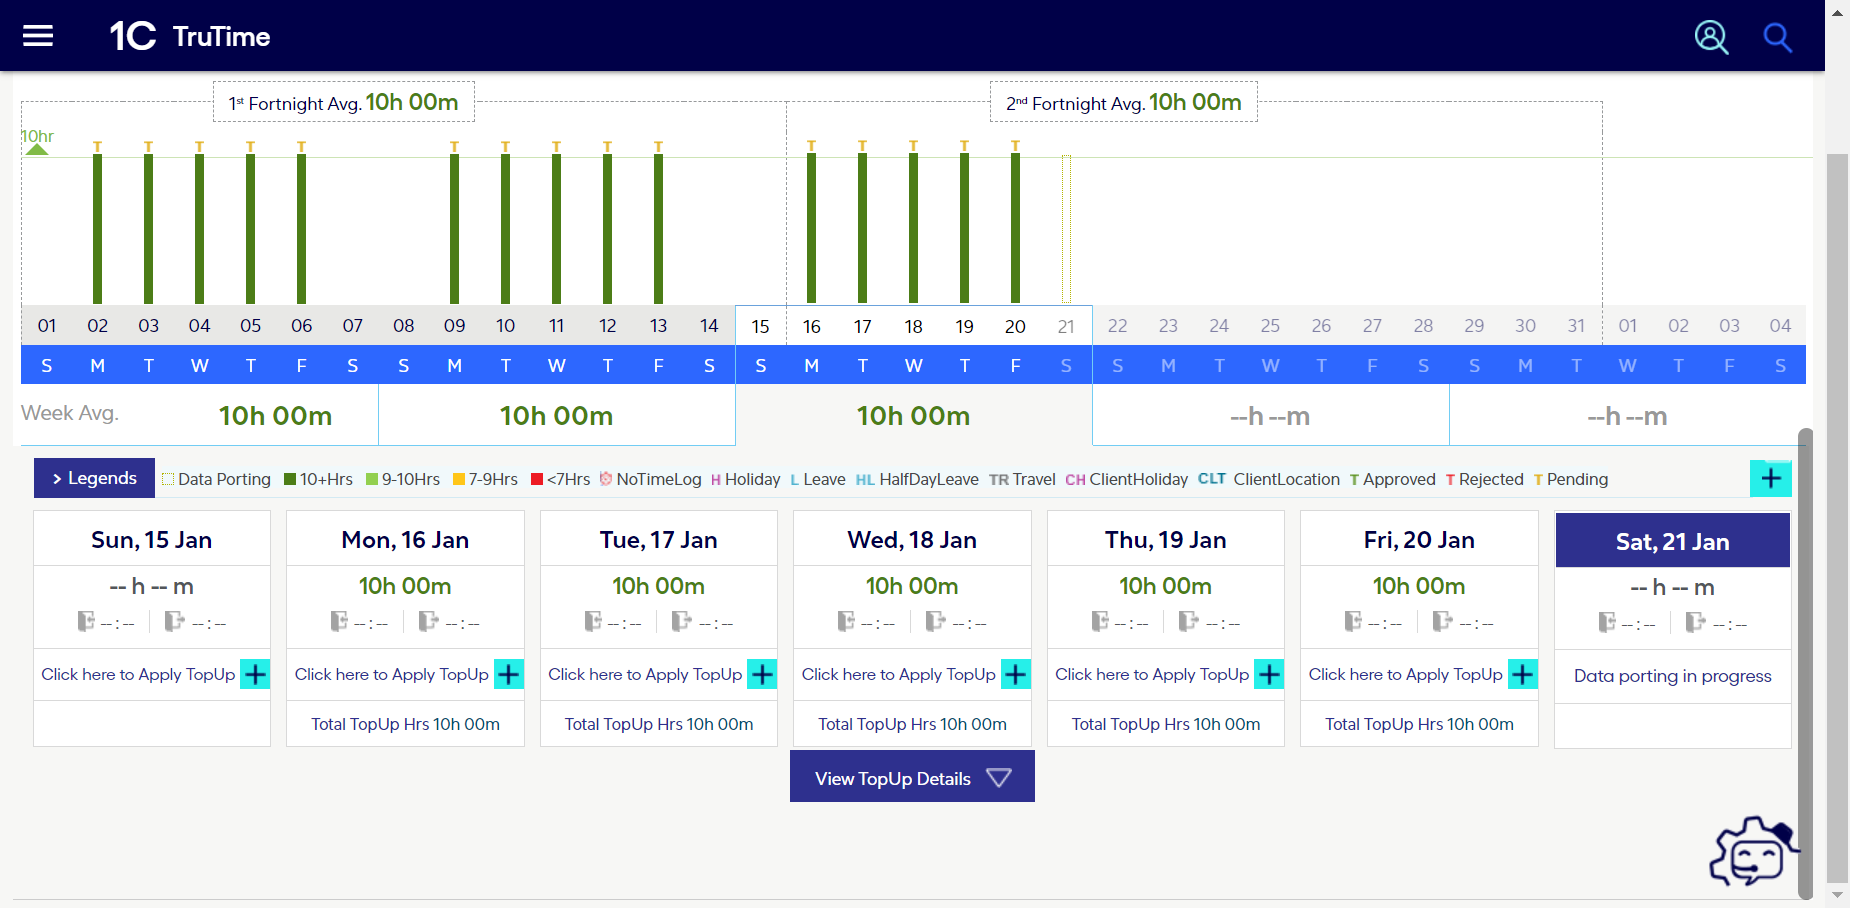 1C TruTime
1st Fortnight Avg. 10h 00m
2nd Fortnight Avg. 10h 00m
10hr
T T T T T T T T T T T T T T T
01 02 03 04 05 06 07 08 09 10 11 12 13 14 15 16 17 18 19 20 21 22 23 24 25 26 27 28 29 30 31 01 02 03 04
S M T W T F S S M T W T F S S M T W T F S S M T W T F S S M T W T F S
Week Avg. 10h 00m 10h 00m 10h 00m --h --m --h --m
> Legends Data Porting 10+Hrs 9-10Hrs 7-9Hrs <7Hrs NoTimeLog H Holiday L Leave HL HalfDayLeave TR Travel CH ClientHoliday CLT ClientLocation T Approved T Rejected T Pending +
Sun, 15 Jan Mon, 16 Jan Tue, 17 Jan Wed, 18 Jan Thu, 19 Jan Fri, 20 Jan Sat, 21 Jan
-- h -- m 10h 00m 10h 00m 10h 00m 10h 00m 10h 00m -- h -- m
--:-- --:-- --:-- --:-- --:-- --:-- --:-- --:-- --:-- --:-- --:-- --:-- --:-- --:--
Click here to Apply TopUp + Click here to Apply TopUp + Click here to Apply TopUp + Click here to Apply TopUp + Click here to Apply TopUp + Click here to Apply TopUp + Data porting in progress
Total TopUp Hrs 10h 00m Total TopUp Hrs 10h 00m Total TopUp Hrs 10h 00m Total TopUp Hrs 10h 00m Total TopUp Hrs 10h 00m
View TopUp Details